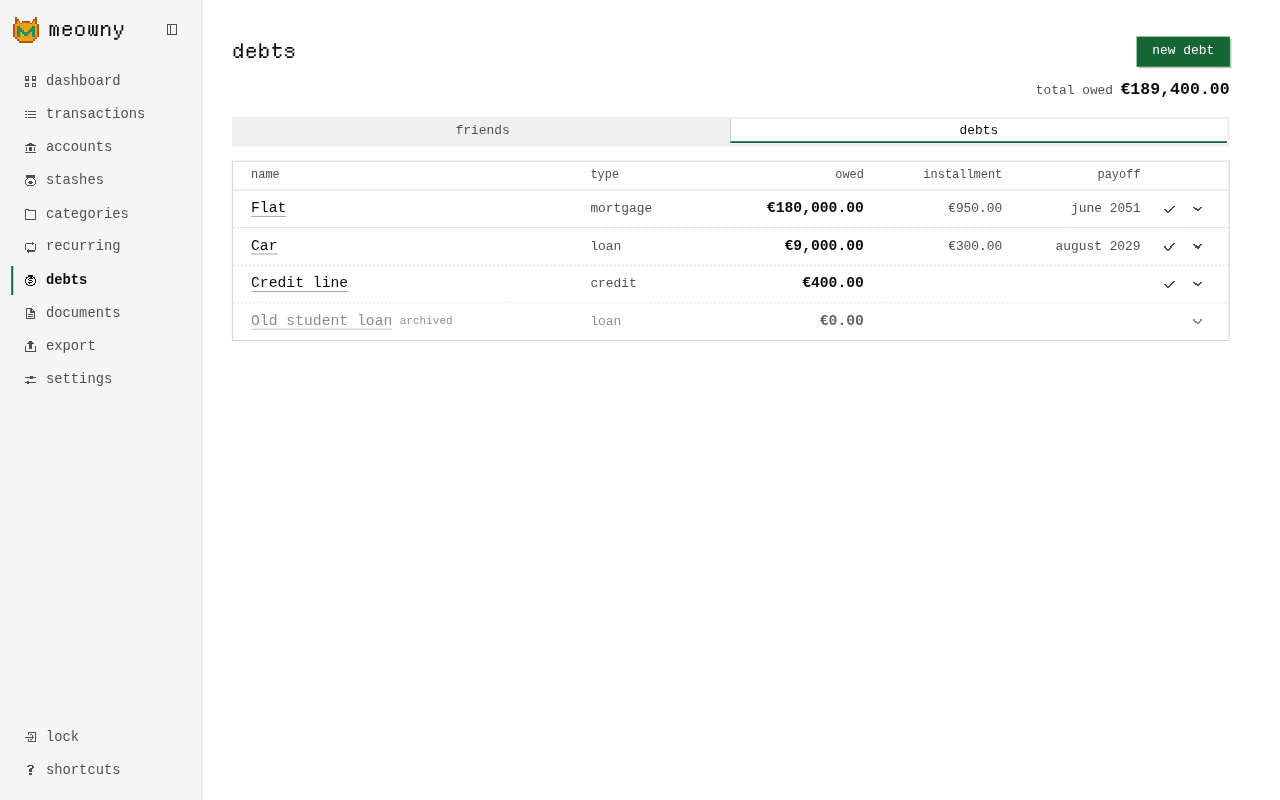 meowny
dashboard
transactions
accounts
stashes
categories
recurring
debts
documents
export
settings
lock
? shortcuts
debts
new debt
total owed €189,400.00
friends debts
name type owed installment payoff
Flat mortgage €180,000.00 €950.00 june 2051
Car loan €9,000.00 €300.00 august 2029
Credit line credit €400.00
Old student loan archived loan €0.00